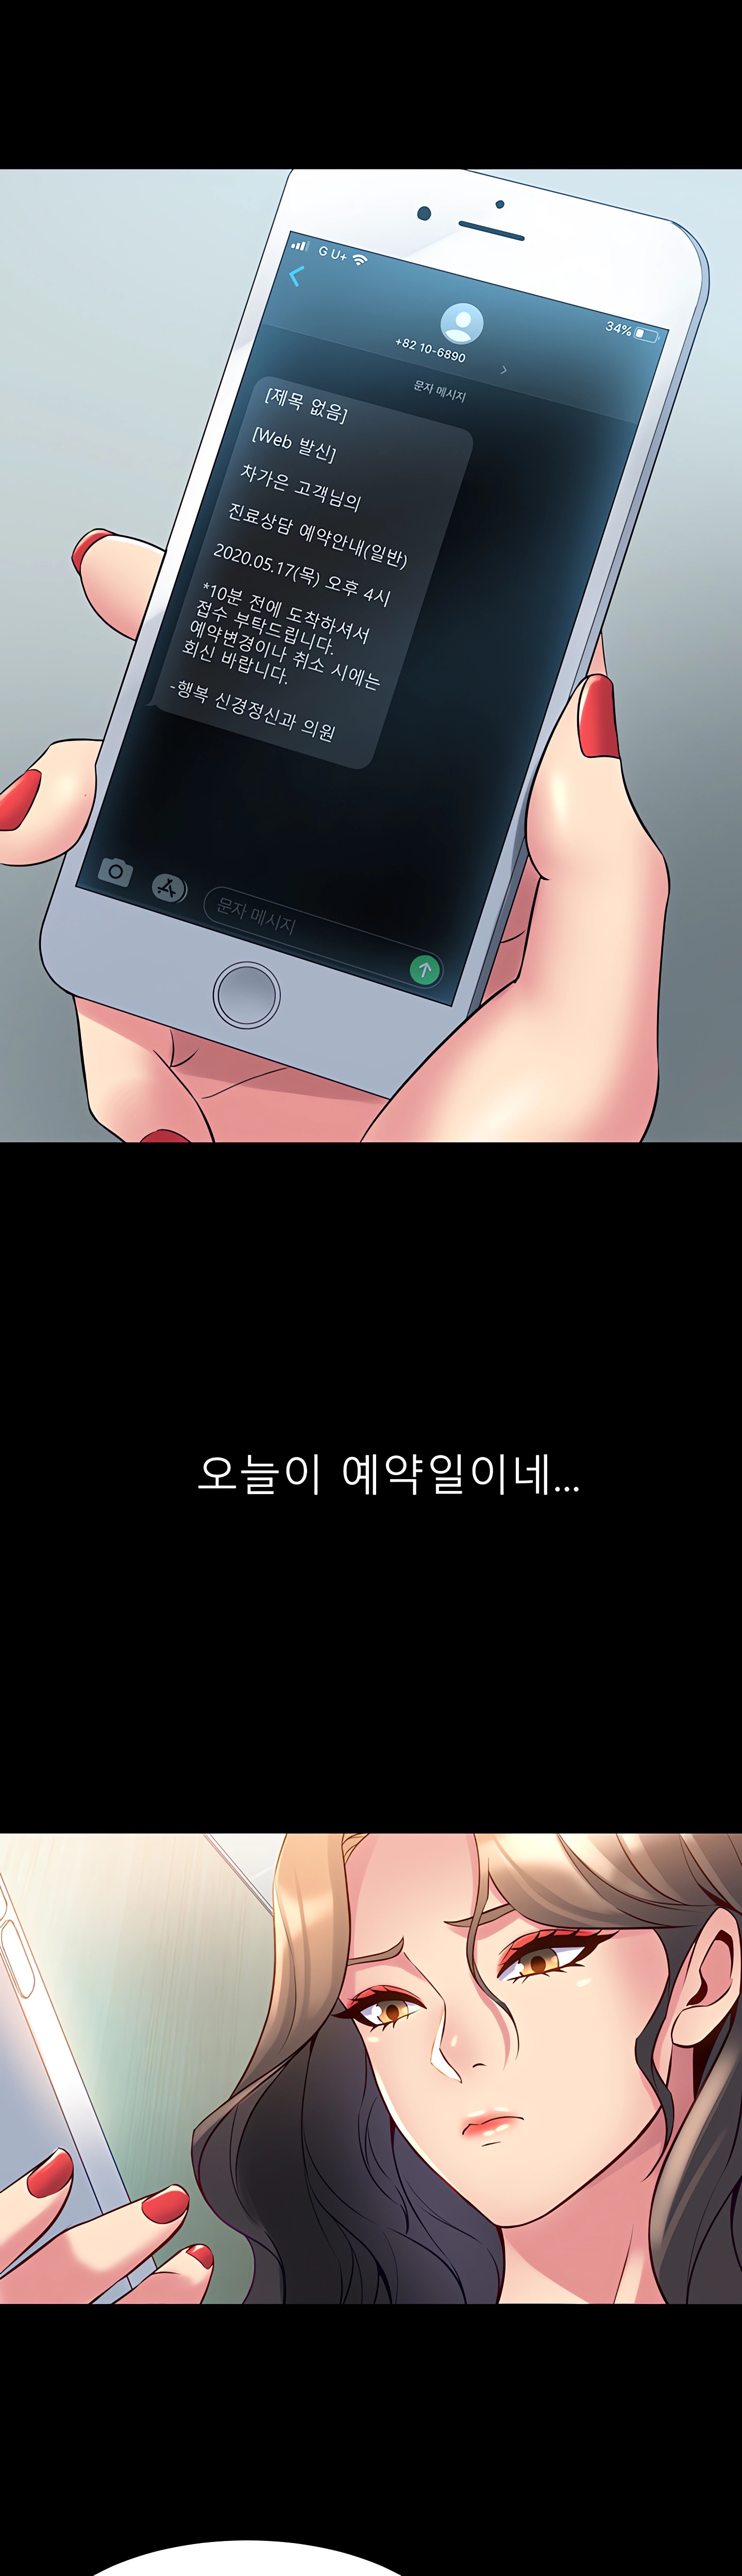 G U+
34%
+82 10-6890
문자 메시지
[제목 없음]
[Web 발신]
차가은 고객님의
진료상담 예약안내(일반)
2020.05.17(목) 오후 4시
*10분 전에 도착하셔서
접수 부탁드립니다.
예약변경이나 취소 시에는
회신 바랍니다.
-행복 신경정신과 의원
문자 메시지
오늘이 예약일이네...